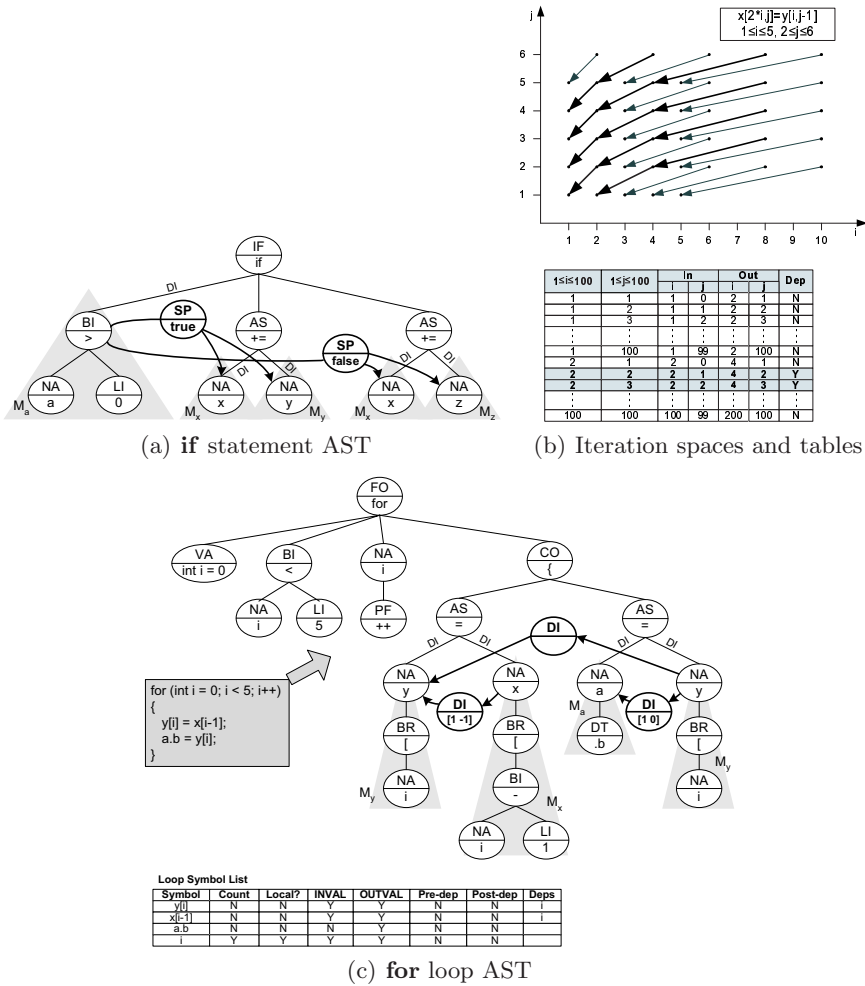 j
x[2*i,j]=y[i,j-1]
1≤i≤5, 2≤j≤6
6
5
4
3
2
1
1 2 3 4 5 6 7 8 9 10
i
IF
if
DI
BI
>
SP
true
AS
+=
SP
false
AS
+=
DI DI DI DI
NA
a
LI
0
NA
x
NA
y
NA
x
NA
z
Ma Mx My Mx Mz
1≤i≤100 1≤j≤100 In Out Dep
i j i j
1 1 1 0 2 1 N
1 2 1 1 2 2 N
1 3 1 2 2 3 N
1 100 1 99 2 100 N
2 1 2 0 4 1 N
2 2 2 1 4 2 Y
2 3 2 2 4 3 Y
100 100 100 99 200 100 N
(a) if statement AST
(b) Iteration spaces and tables
FO
for
VA
int i = 0
BI
<
NA
i
CO
{
NA
i
LI
5
PF
++
AS
=
DI
AS
=
DI DI DI DI
NA
y
NA
x
NA
a
NA
y
DI
[1 -1]
DI
[1 0]
Ma
BR
[
BR
[
DT
.b
BR
[
My
NA
i
BI
-
NA
i
My Mx
NA
i
LI
1
for (int i = 0; i < 5; i++)
{
y[i] = x[i-1];
a.b = y[i];
}
Loop Symbol List
Symbol Count Local? INVAL OUTVAL Pre-dep Post-dep Deps
y[i] N N Y Y N N i
x[i-1] N N Y Y N N i
a.b N N N Y N N
i Y Y Y Y N N
(c) for loop AST